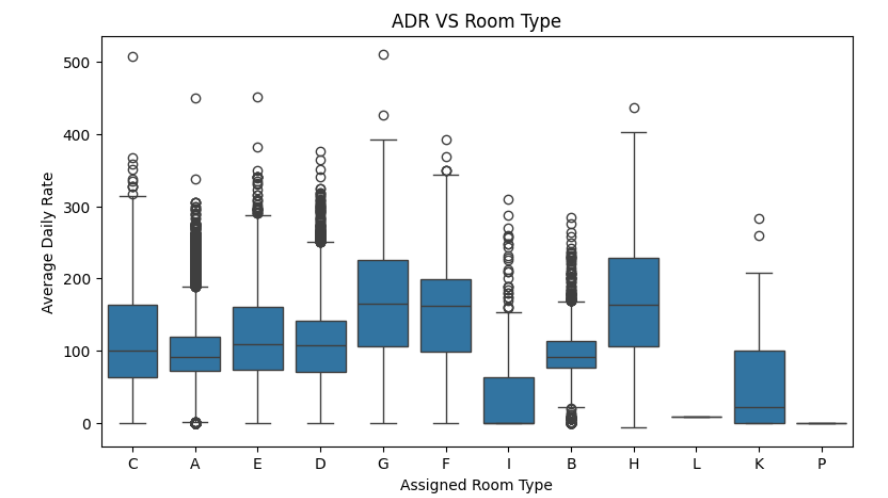 ADR VS Room Type
500
400
300
200
100
0
Average Daily Rate
C A E D G F I B H L K P
Assigned Room Type